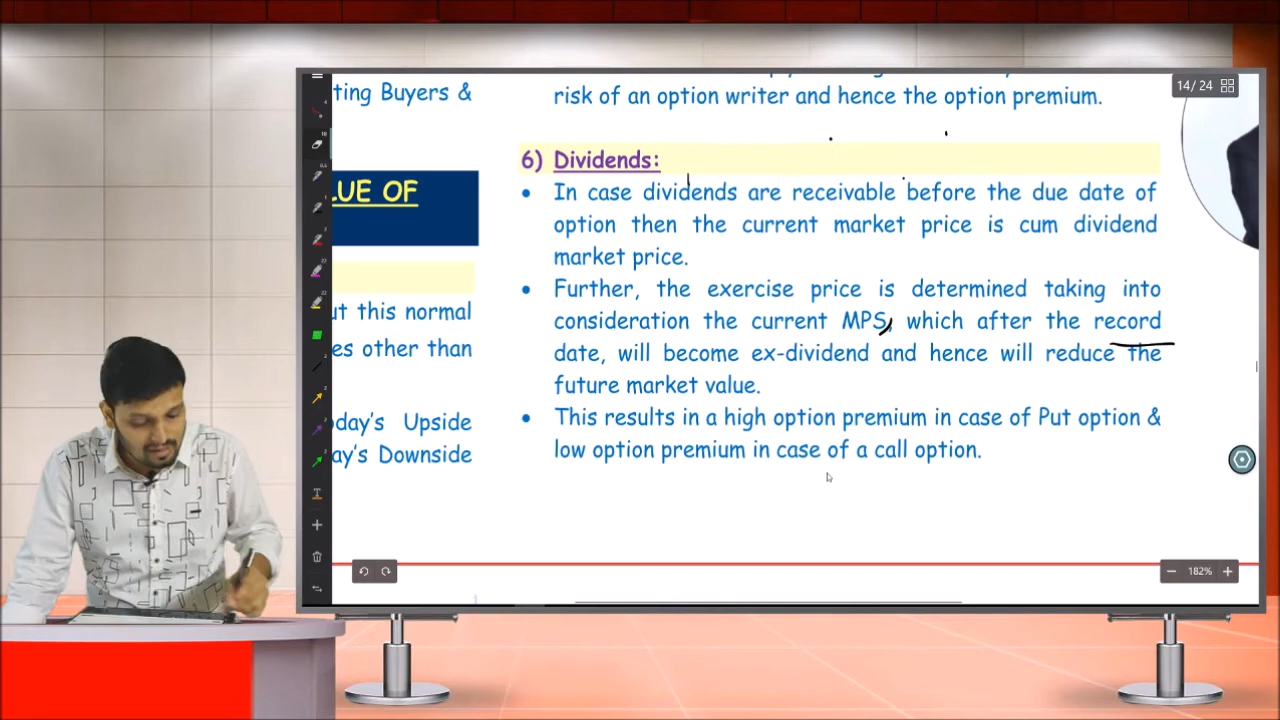 ting Buyers &
LUE OF
ut this normal
es other than
day's Upside
ay's Downside
risk of an option writer and hence the option premium.
6) Dividends:
• In case dividends are receivable before the due date of
option then the current market price is cum dividend
market price.
• Further, the exercise price is determined taking into
consideration the current MPS, which after the record
date, will become ex-dividend and hence will reduce the
future market value.
• This results in a high option premium in case of Put option &
low option premium in case of a call option.
14/24
182%